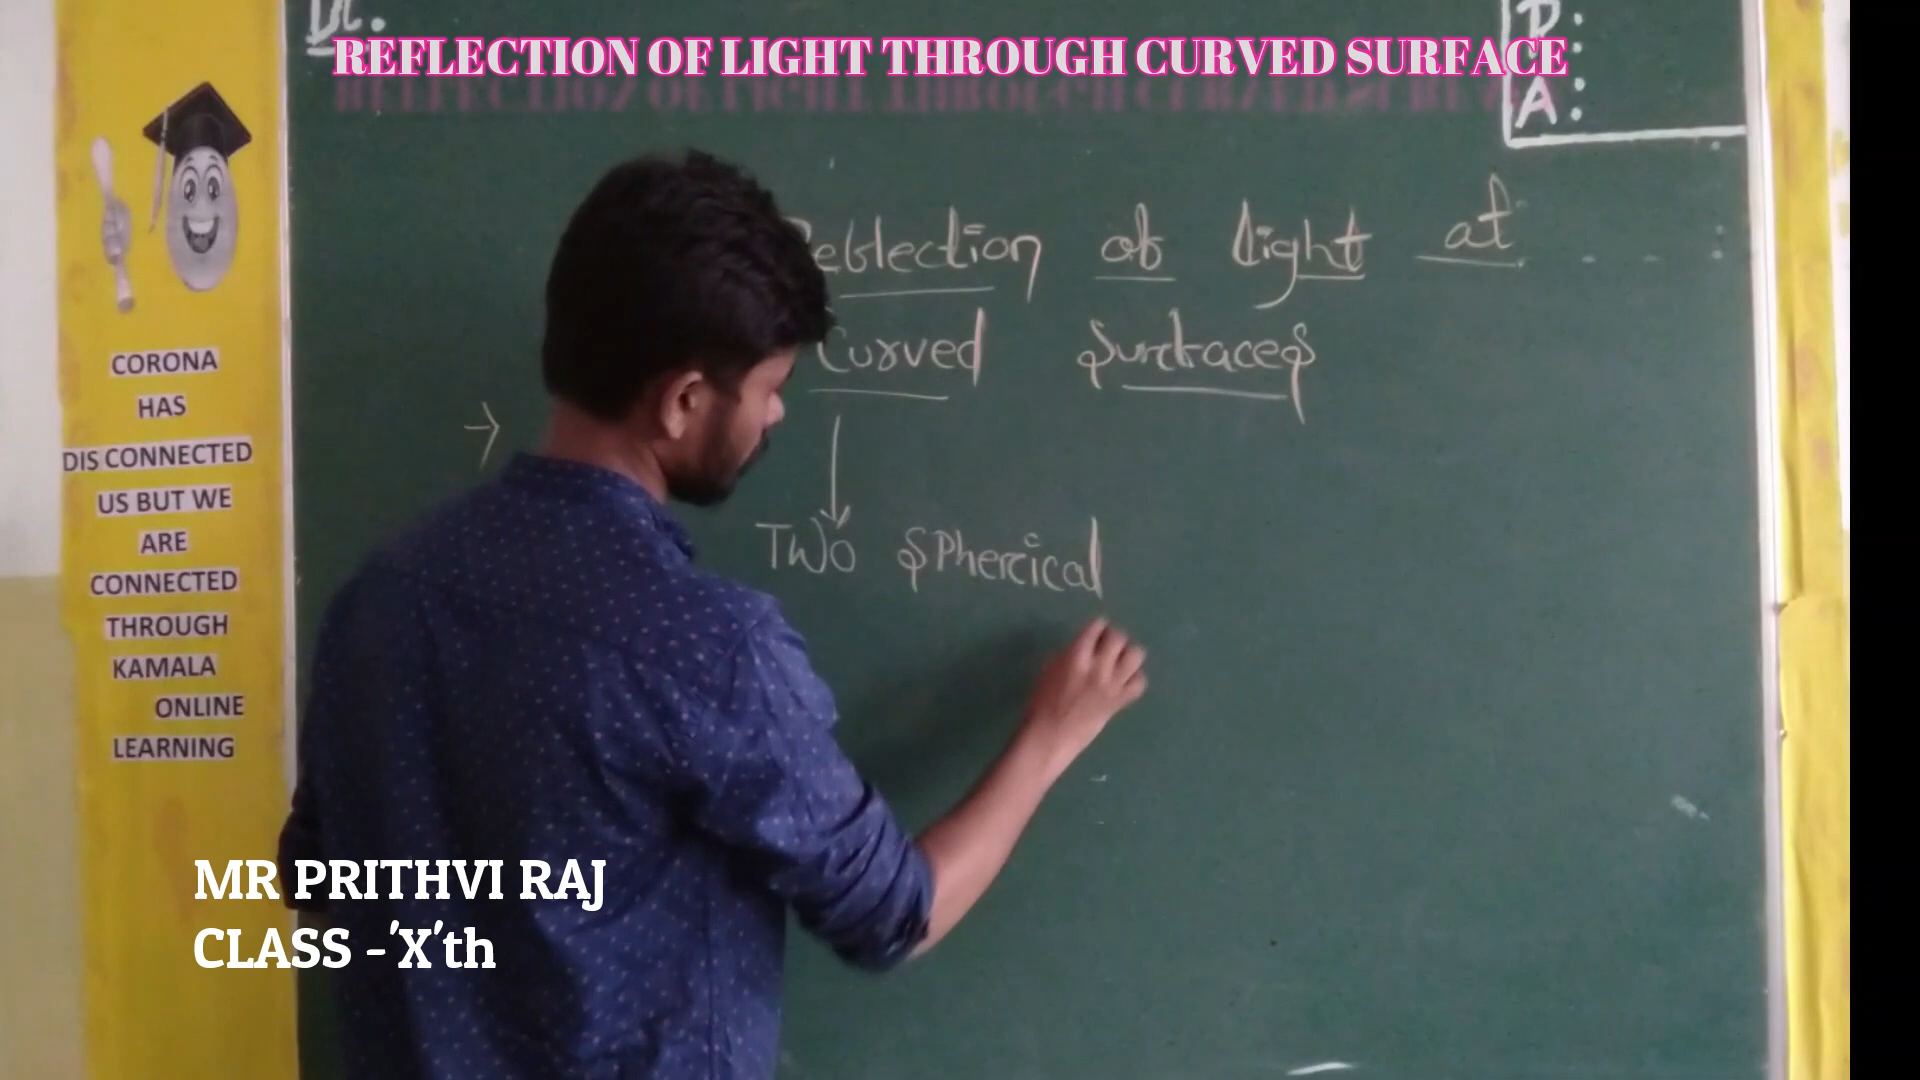 REFLECTION OF LIGHT THROUGH CURVED SURFACE
D:
A:
Reflection of light at
Curved Surfaces
Two Spherical
CORONA
HAS
DIS CONNECTED
US BUT WE
ARE
CONNECTED
THROUGH
KAMALA
ONLINE
LEARNING
MR PRITHVI RAJ
CLASS -'X'th